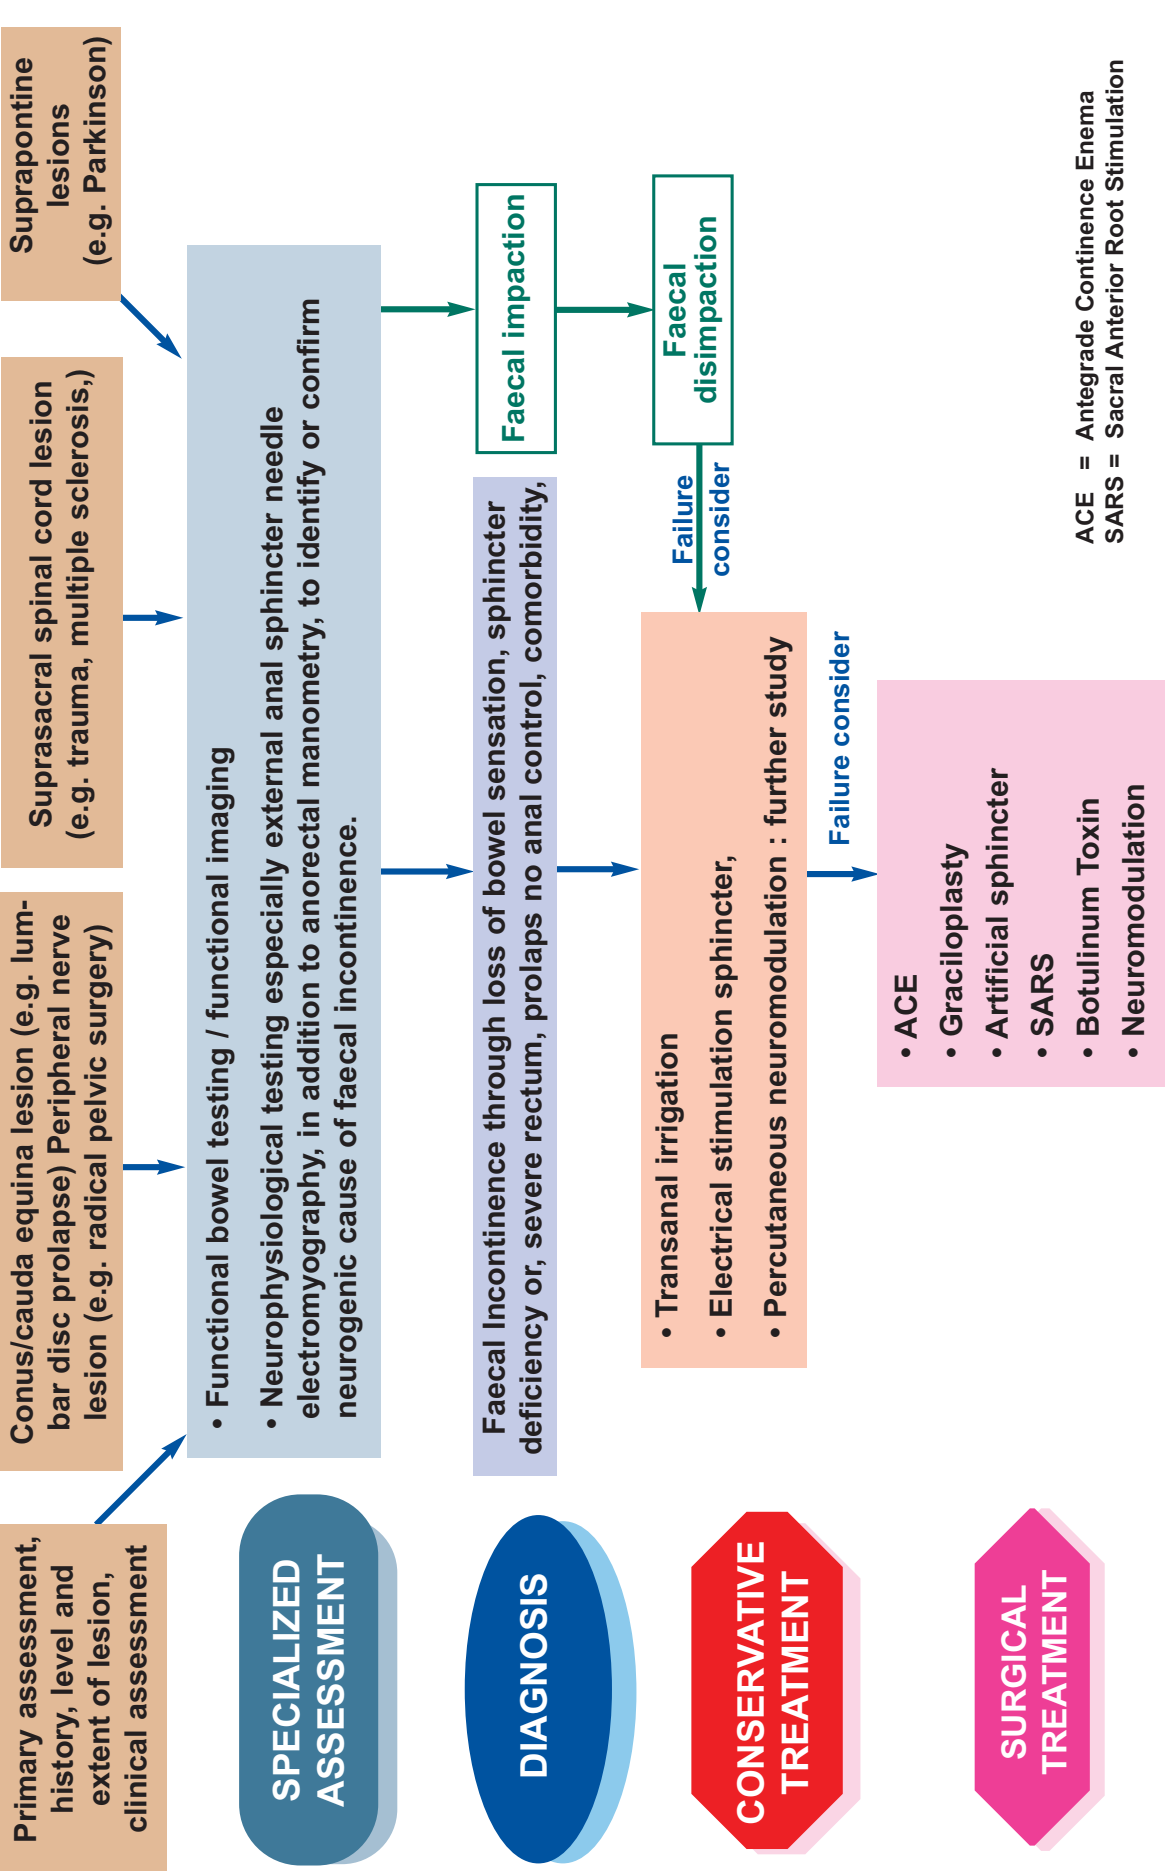 Primary assessment,
history, level and
extent of lesion,
clinical assessment
Conus/cauda equina lesion (e.g. lum-
bar disc prolapse) Peripheral nerve
lesion (e.g. radical pelvic surgery)
Suprasacral spinal cord lesion
(e.g. trauma, multiple sclerosis,)
Suprapontine
lesions
(e.g. Parkinson)
SPECIALIZED
ASSESSMENT
• Functional bowel testing / functional imaging
• Neurophysiological testing especially external anal sphincter needle
electromyography, in addition to anorectal manometry, to identify or confirm
neurogenic cause of faecal incontinence.
DIAGNOSIS
Faecal Incontinence through loss of bowel sensation, sphincter
deficiency or, severe rectum, prolaps no anal control, comorbidity,
Faecal impaction
CONSERVATIVE
TREATMENT
• Transanal irrigation
• Electrical stimulation sphincter,
• Percutaneous neuromodulation : further study
Failure
consider
Faecal
disimpaction
Failure consider
SURGICAL
TREATMENT
• ACE
• Graciloplasty
• Artificial sphincter
• SARS
• Botulinum Toxin
• Neuromodulation
ACE = Antegrade Continence Enema
SARS = Sacral Anterior Root Stimulation